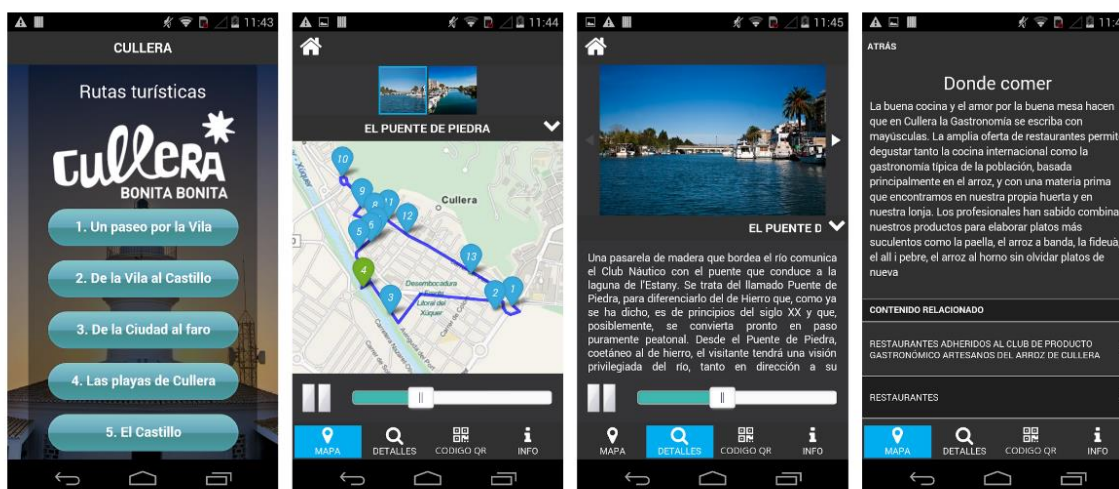 11:43
CULLERA
Rutas turísticas
Cullera
BONITA BONITA
1. Un paseo por la Vila
2. De la Vila al Castillo
3. De la Ciudad al faro
4. Las playas de Cullera
5. El Castillo
11:44
EL PUENTE DE PIEDRA
10
9
8
11
12
6
5
Cullera
13
4
3
2
1
Desembocadura
y Frente
Litoral del
Xúquer
MAPA
DETALLES
CODIGO QR
INFO
11:45
EL PUENTE D
Una pasarela de madera que bordea el río comunica
el Club Náutico con el puente que conduce a la
laguna de l'Estany. Se trata del llamado Puente de
Piedra, para diferenciarlo del de Hierro que, como ya
se ha dicho, es de principios del siglo XX y que,
posiblemente, se convierta pronto en paso
puramente peatonal. Desde el Puente de Piedra,
coetáneo al de hierro, el visitante tendrá una visión
privilegiada del río, tanto en dirección a su
MAPA
DETALLES
CODIGO QR
INFO
11:4
ATRÁS
Donde comer
La buena cocina y el amor por la buena mesa hacen
que en Cullera la Gastronomía se escriba con
mayúsculas. La amplia oferta de restaurantes permit
degustar tanto la cocina internacional como la
gastronomía típica de la población, basada
principalmente en el arroz, y con una materia prima
que encontramos en nuestra propia huerta y en
nuestra lonja. Los profesionales han sabido combina
nuestros productos para elaborar platos más
suculentos como la paella, el arroz a banda, la fideuà,
el all i pebre, el arroz al horno sin olvidar platos de
nueva
CONTENIDO RELACIONADO
RESTAURANTES ADHERIDOS AL CLUB DE PRODUCTO
GASTRONÓMICO ARTESANOS DEL ARROZ DE CULLERA
RESTAURANTES
MAPA
DETALLES
CODIGO QR
INFO